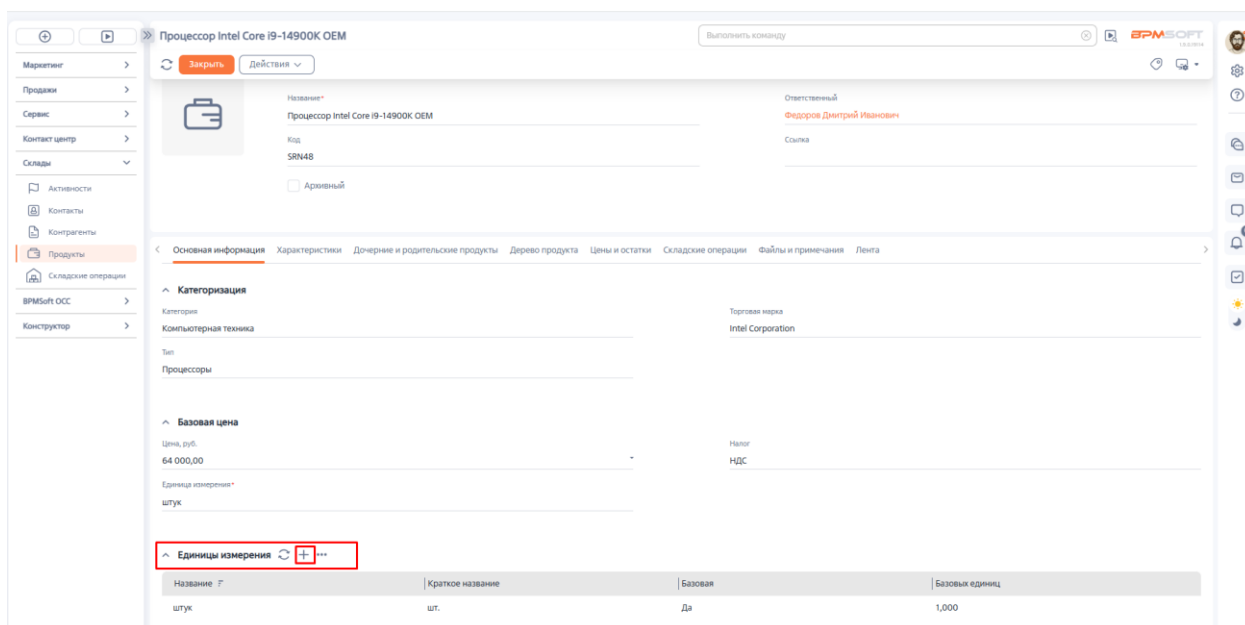 Процессор Intel Core i9-14900K OEM
Выполнить команду
BPMSOFT
Закрыть
Действия
Маркетинг
Продажи
Сервис
Контакт центр
Склады
Активности
Контакты
Контрагенты
Продукты
Складские операции
BPMSoft OCC
Конструктор
Название*
Процессор Intel Core i9-14900K OEM
Ответственный
Федоров Дмитрий Иванович
Код
SRN48
Ссылка
Архивный
Основная информация Характеристики Дочерние и родительские продукты Дерево продукта Цены и остатки Складские операции Файлы и примечания Лента
Категоризация
Категория
Компьютерная техника
Торговая марка
Intel Corporation
Тип
Процессоры
Базовая цена
Цена, руб.
64 000,00
Налог
НДС
Единица измерения*
штук
Единицы измерения
Название Краткое название Базовая Базовых единиц
штук шт. Да 1,000